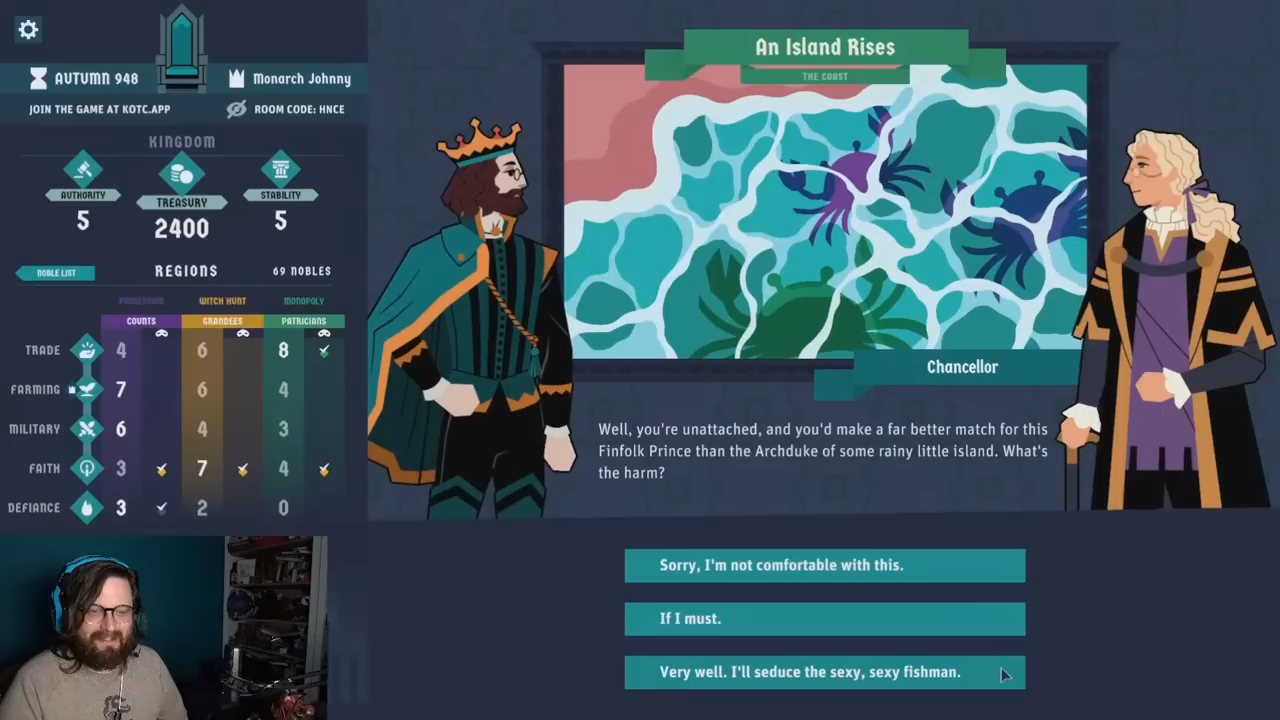 AUTUMN 948
Monarch Johnny
JOIN THE GAME AT KOTC.APP
ROOM CODE: HNCE
KINGDOM
AUTHORITY
5
TREASURY
2400
STABILITY
5
NOBLE LIST
REGIONS
69 NOBLES
POSSESSION
WITCH HUNT
MONOPOLY
COUNTS
GRANDEES
PATRICIANS
TRADE 4 6 8
FARMING 7 6 4
MILITARY 6 4 3
FAITH 3 7 4
DEFIANCE 3 2 0
An Island Rises
THE COAST
Chancellor
Well, you're unattached, and you'd make a far better match for this
Finfolk Prince than the Archduke of some rainy little island. What's
the harm?
Sorry, I'm not comfortable with this.
If I must.
Very well. I'll seduce the sexy, sexy fishman.